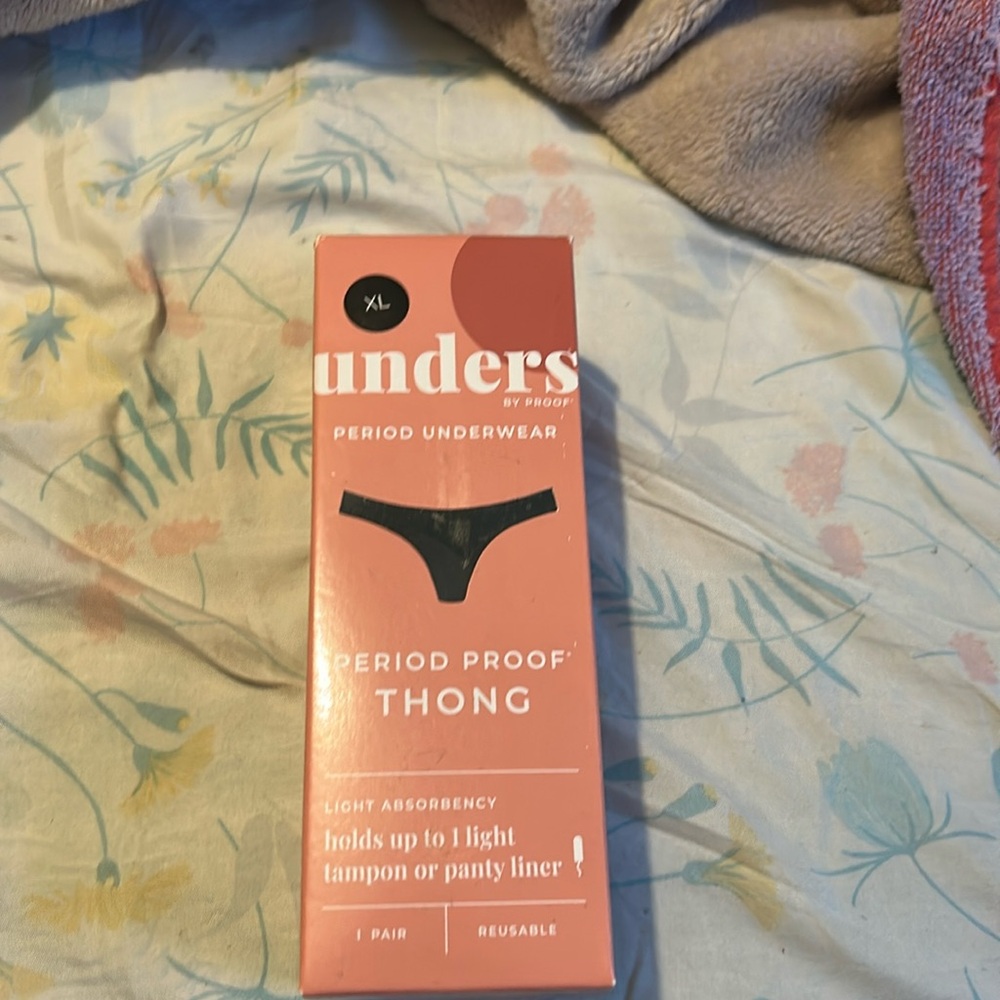 XL
unders
BY PROOF
PERIOD UNDERWEAR
PERIOD PROOF
THONG
LIGHT ABSORBENCY
holds up to 1 light
tampon or panty liner
1 PAIR
REUSABLE